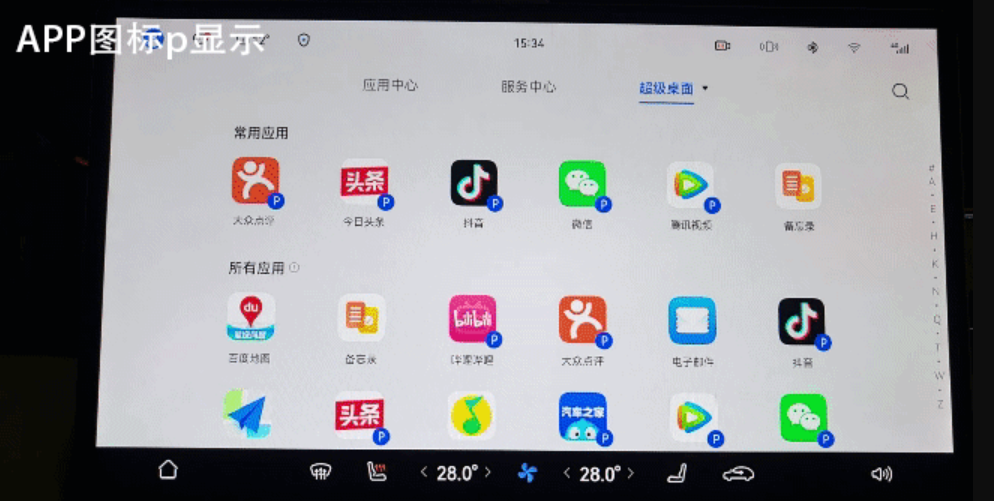 APP图标p显示
15:34
应用中心 服务中心 超级桌面
常用应用
头条
P P P P P
大众点评 今日头条 抖音 微信 腾讯视频 备忘录
所有应用
du
bilibili
P P P
百度地图 备忘录 哔哩哔哩 大众点评 电子邮件 抖音
头条 汽车之家
P P P P
#
A
E
H
K
N
Q
T
W
Z
28.0° 28.0°